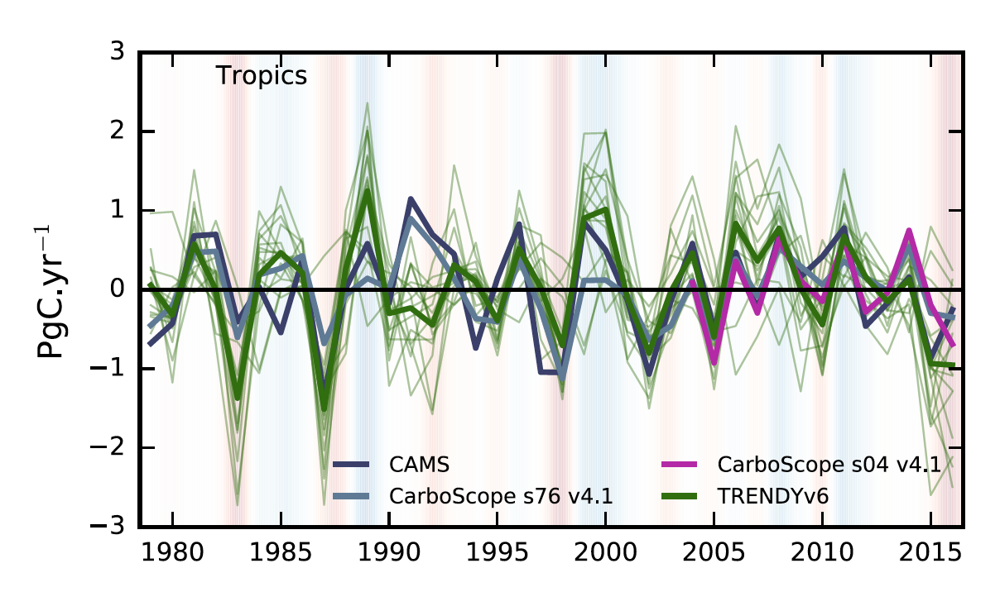 3
Tropics
2
1
PgC.yr⁻¹
0
−1
−2
CAMS
CarboScope s04 v4.1
CarboScope s76 v4.1
TRENDYv6
−3
1980 1985 1990 1995 2000 2005 2010 2015